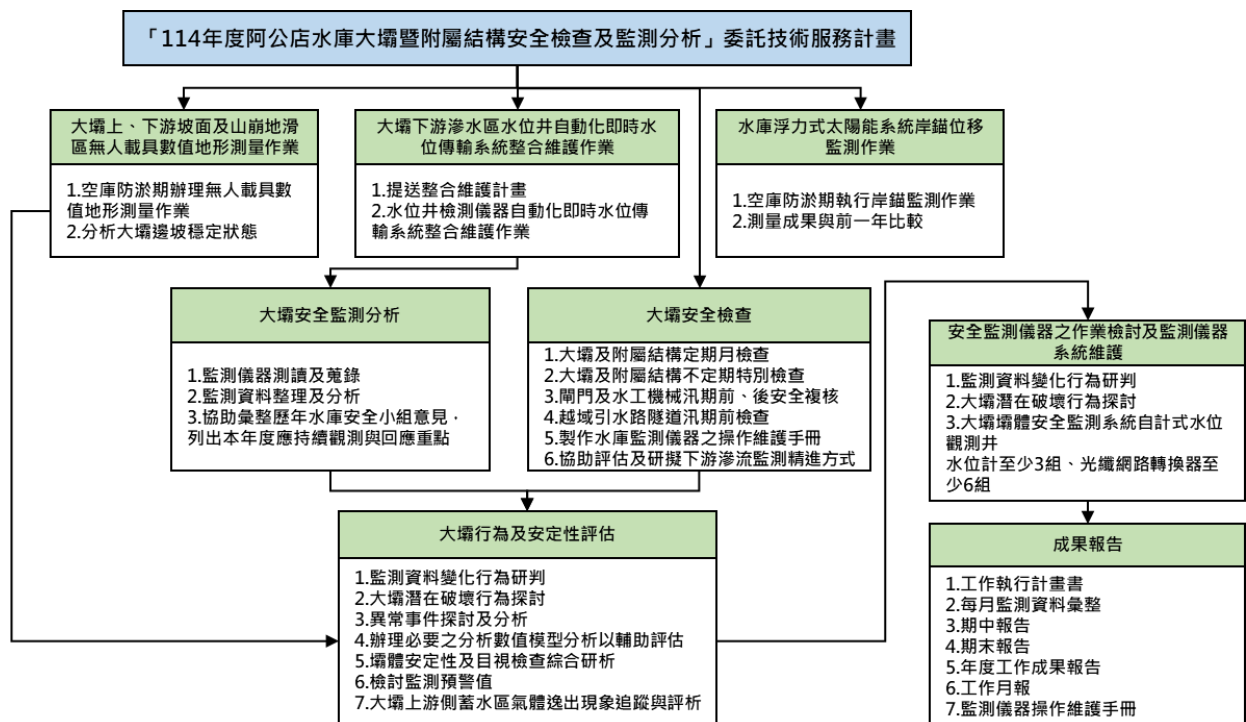 「114年度阿公店水庫大壩暨附屬結構安全檢查及監測分析」委託技術服務計畫
大壩上、下游坡面及山崩地滑
區無人載具數值地形測量作業
1.空庫防淤期辦理無人載具數
值地形測量作業
2.分析大壩邊坡穩定狀態
大壩下游滲水區水位井自動化即時水
位傳輸系統整合維護作業
1.提送整合維護計畫
2.水位井檢測儀器自動化即時水位傳
輸系統整合維護作業
水庫浮力式太陽能系統岸錨位移
監測作業
1.空庫防淤期執行岸錨監測作業
2.測量成果與前一年比較
大壩安全監測分析
1.監測儀器測讀及蒐錄
2.監測資料整理及分析
3.協助彙整歷年水庫安全小組意見，
列出本年度應持續觀測與回應重點
大壩安全檢查
1.大壩及附屬結構定期月檢查
2.大壩及附屬結構不定期特別檢查
3.閘門及水工機械汛期前、後安全複核
4.越域引水路隧道汛期前檢查
5.製作水庫監測儀器之操作維護手冊
6.協助評估及研擬下游滲流監測精進方式
安全監測儀器之作業檢討及監測儀器
系統維護
1.監測資料變化行為研判
2.大壩潛在破壞行為探討
3.大壩壩體安全監測系統自計式水位
觀測井
水位計至少3組、光纖網路轉換器至
少6組
大壩行為及安定性評估
1.監測資料變化行為研判
2.大壩潛在破壞行為探討
3.異常事件探討及分析
4.辦理必要之分析數值模型分析以輔助評估
5.壩體安定性及目視檢查綜合研析
6.檢討監測預警值
7.大壩上游側蓄水區氣體逸出現象追蹤與評析
成果報告
1.工作執行計畫書
2.每月監測資料彙整
3.期中報告
4.期末報告
5.年度工作成果報告
6.工作月報
7.監測儀器操作維護手冊